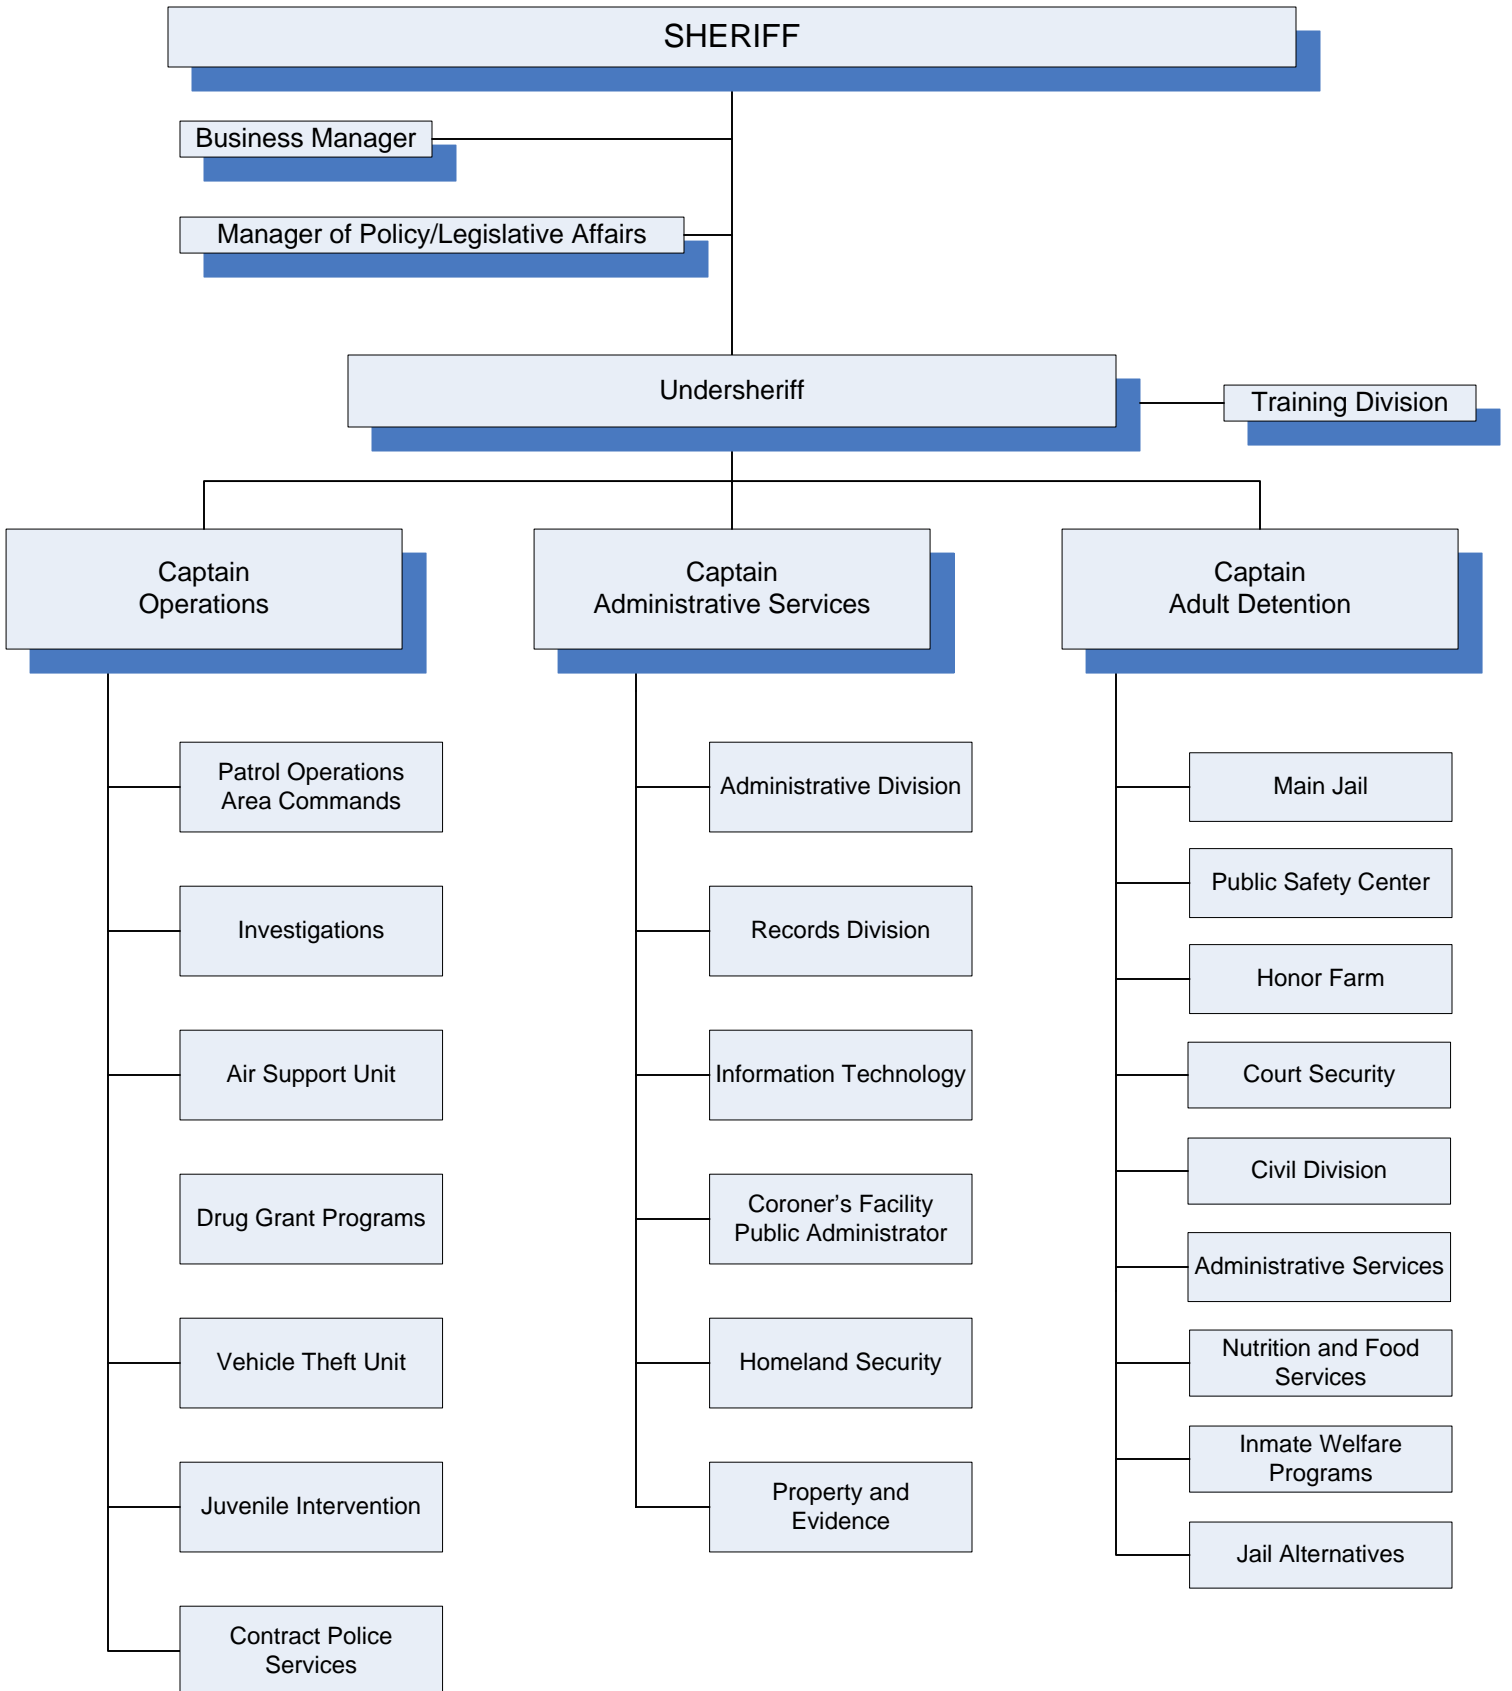 SHERIFF
Business Manager
Manager of Policy/Legislative Affairs
Undersheriff
Training Division
Captain
Operations
Captain
Administrative Services
Captain
Adult Detention
Patrol Operations
Area Commands
Investigations
Air Support Unit
Drug Grant Programs
Vehicle Theft Unit
Juvenile Intervention
Contract Police
Services
Administrative Division
Records Division
Information Technology
Coroner's Facility
Public Administrator
Homeland Security
Property and
Evidence
Main Jail
Public Safety Center
Honor Farm
Court Security
Civil Division
Administrative Services
Nutrition and Food
Services
Inmate Welfare
Programs
Jail Alternatives